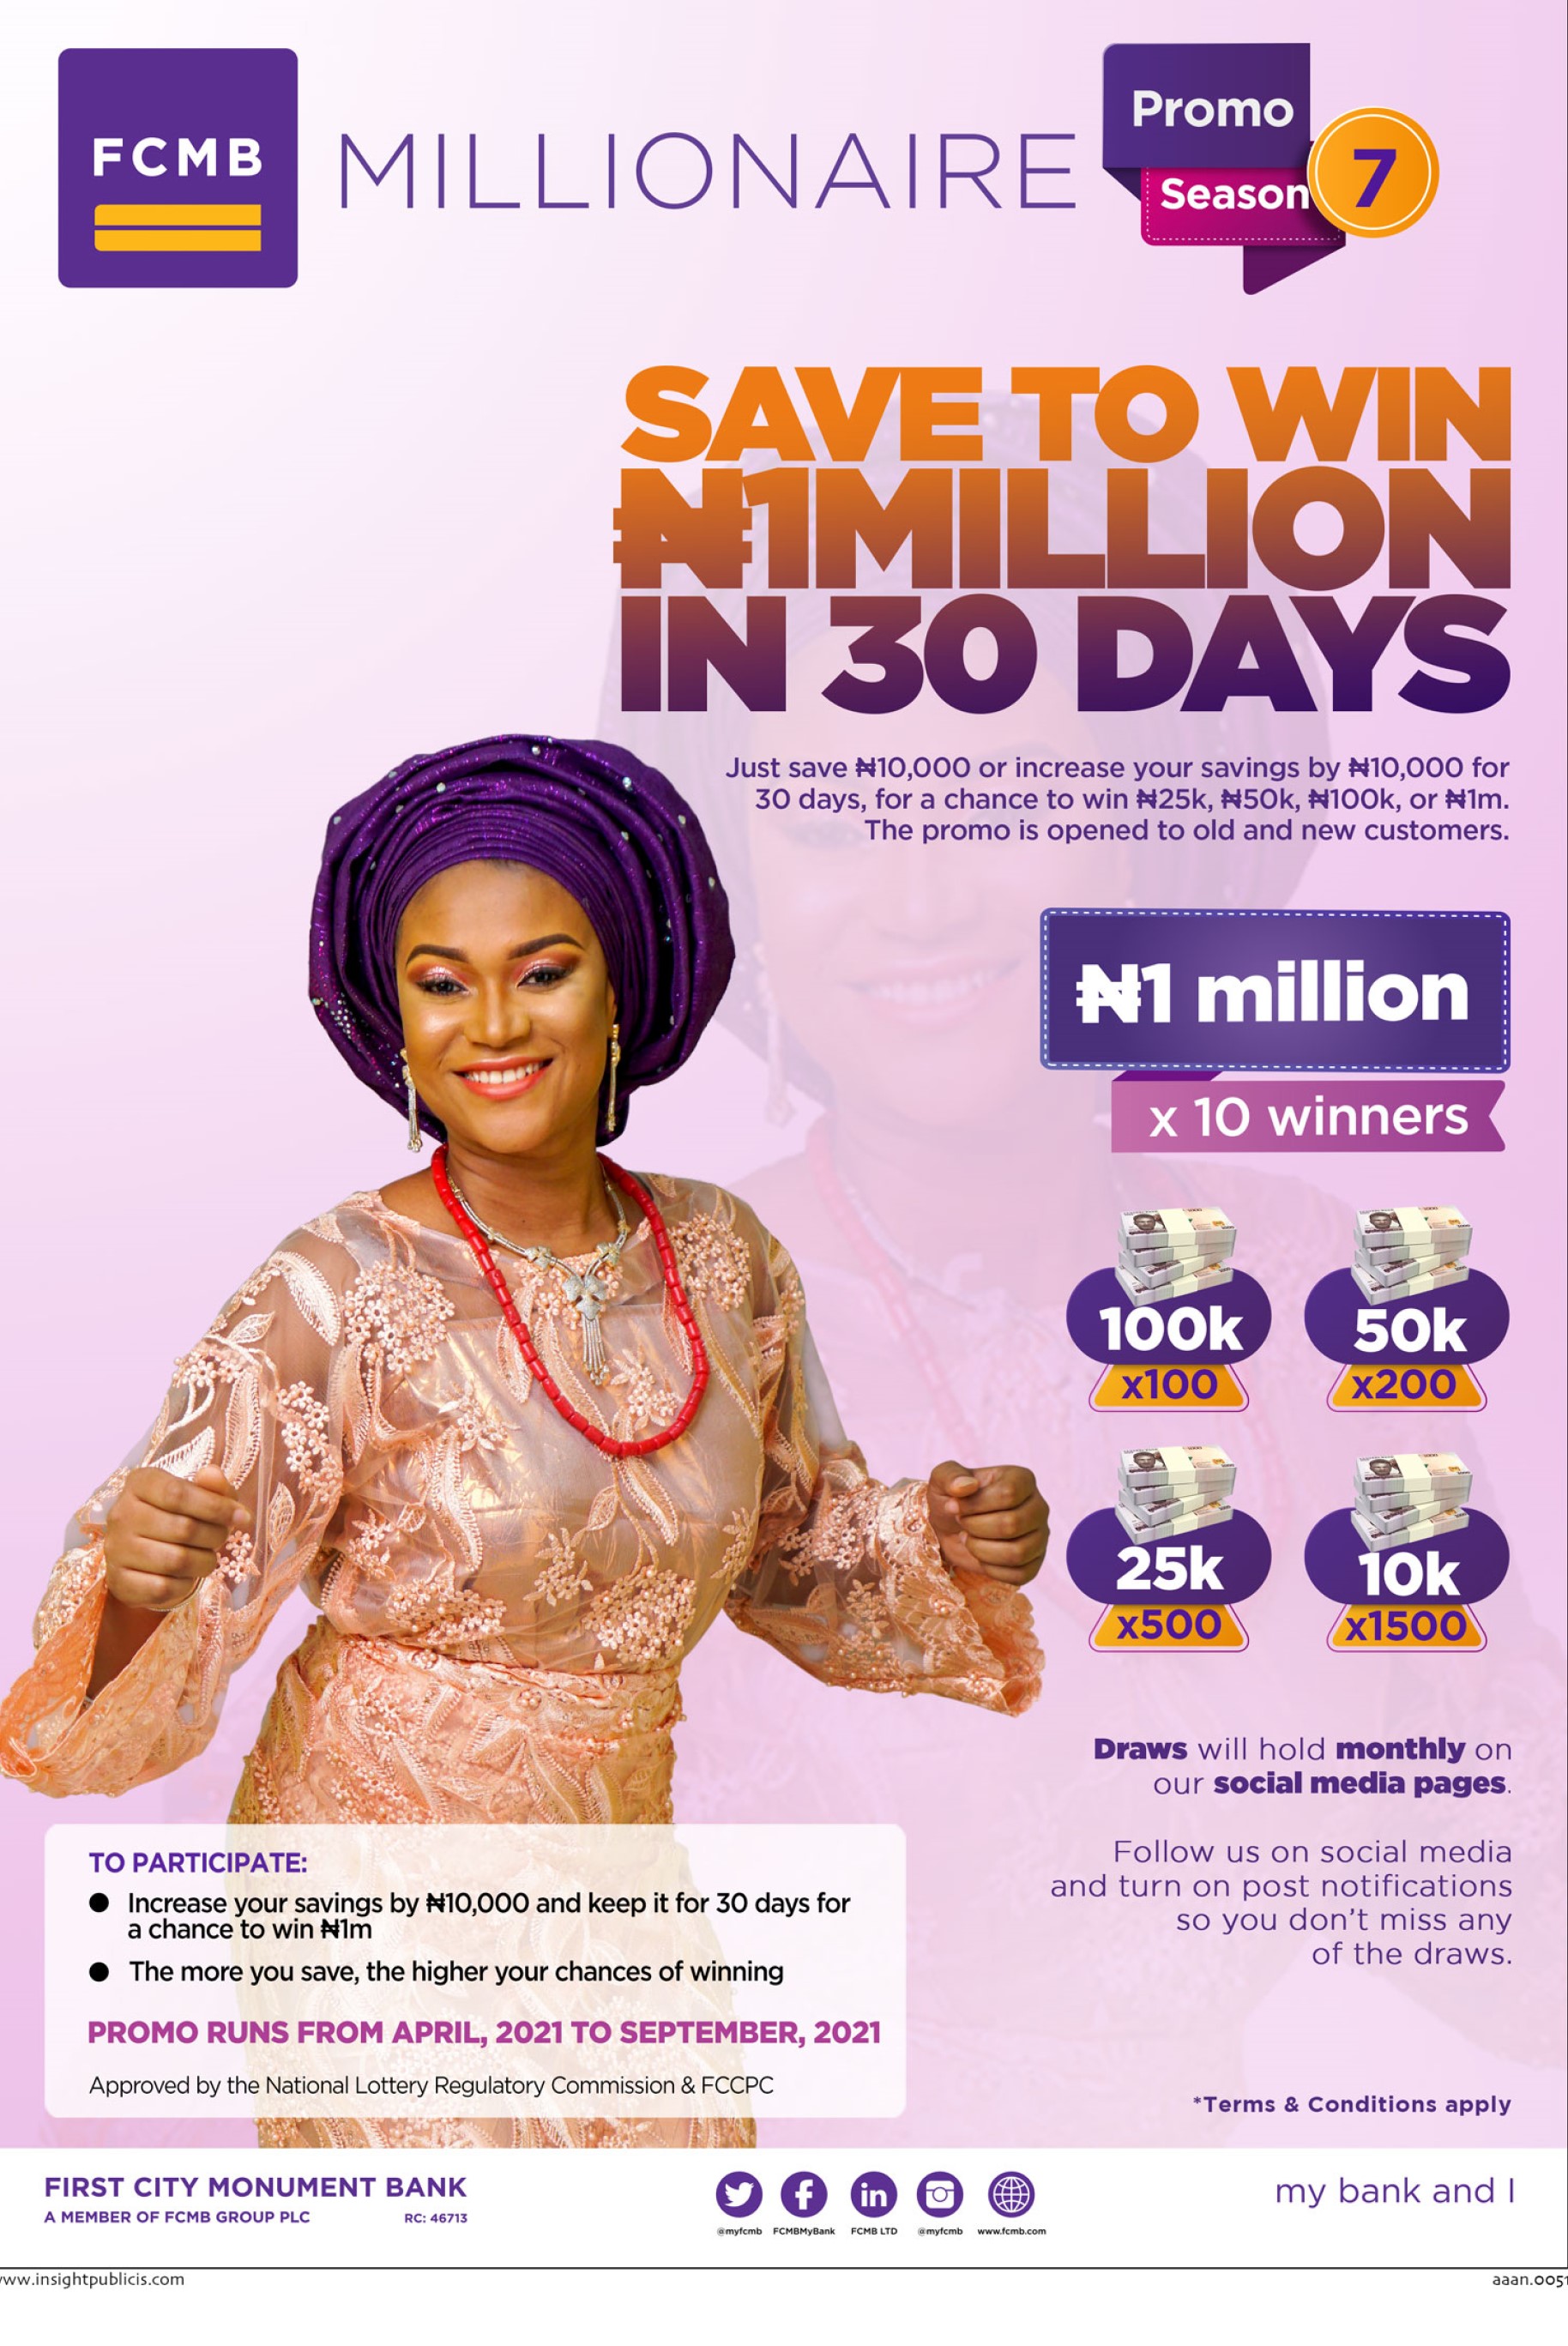 FCMB
MILLIONAIRE
Promo
Season 7
SAVE TO WIN
₦1MILLION
IN 30 DAYS
Just save ₦10,000 or increase your savings by ₦10,000 for
30 days, for a chance to win ₦25k, ₦50k, ₦100k, or ₦1m.
The promo is opened to old and new customers.
₦1 million
x 10 winners
100k
x100
50k
x200
25k
x500
10k
x1500
Draws will hold monthly on
our social media pages.
Follow us on social media
and turn on post notifications
so you don't miss any
of the draws.
TO PARTICIPATE:
● Increase your savings by ₦10,000 and keep it for 30 days for
a chance to win ₦1m
● The more you save, the higher your chances of winning
PROMO RUNS FROM APRIL, 2021 TO SEPTEMBER, 2021
Approved by the National Lottery Regulatory Commission & FCCPC
*Terms & Conditions apply
FIRST CITY MONUMENT BANK
A MEMBER OF FCMB GROUP PLC RC: 46713
@myfcmb FCMBMyBank FCMB LTD @myfcmb www.fcmb.com
my bank and I
www.insightpublicis.com
aaan.0051